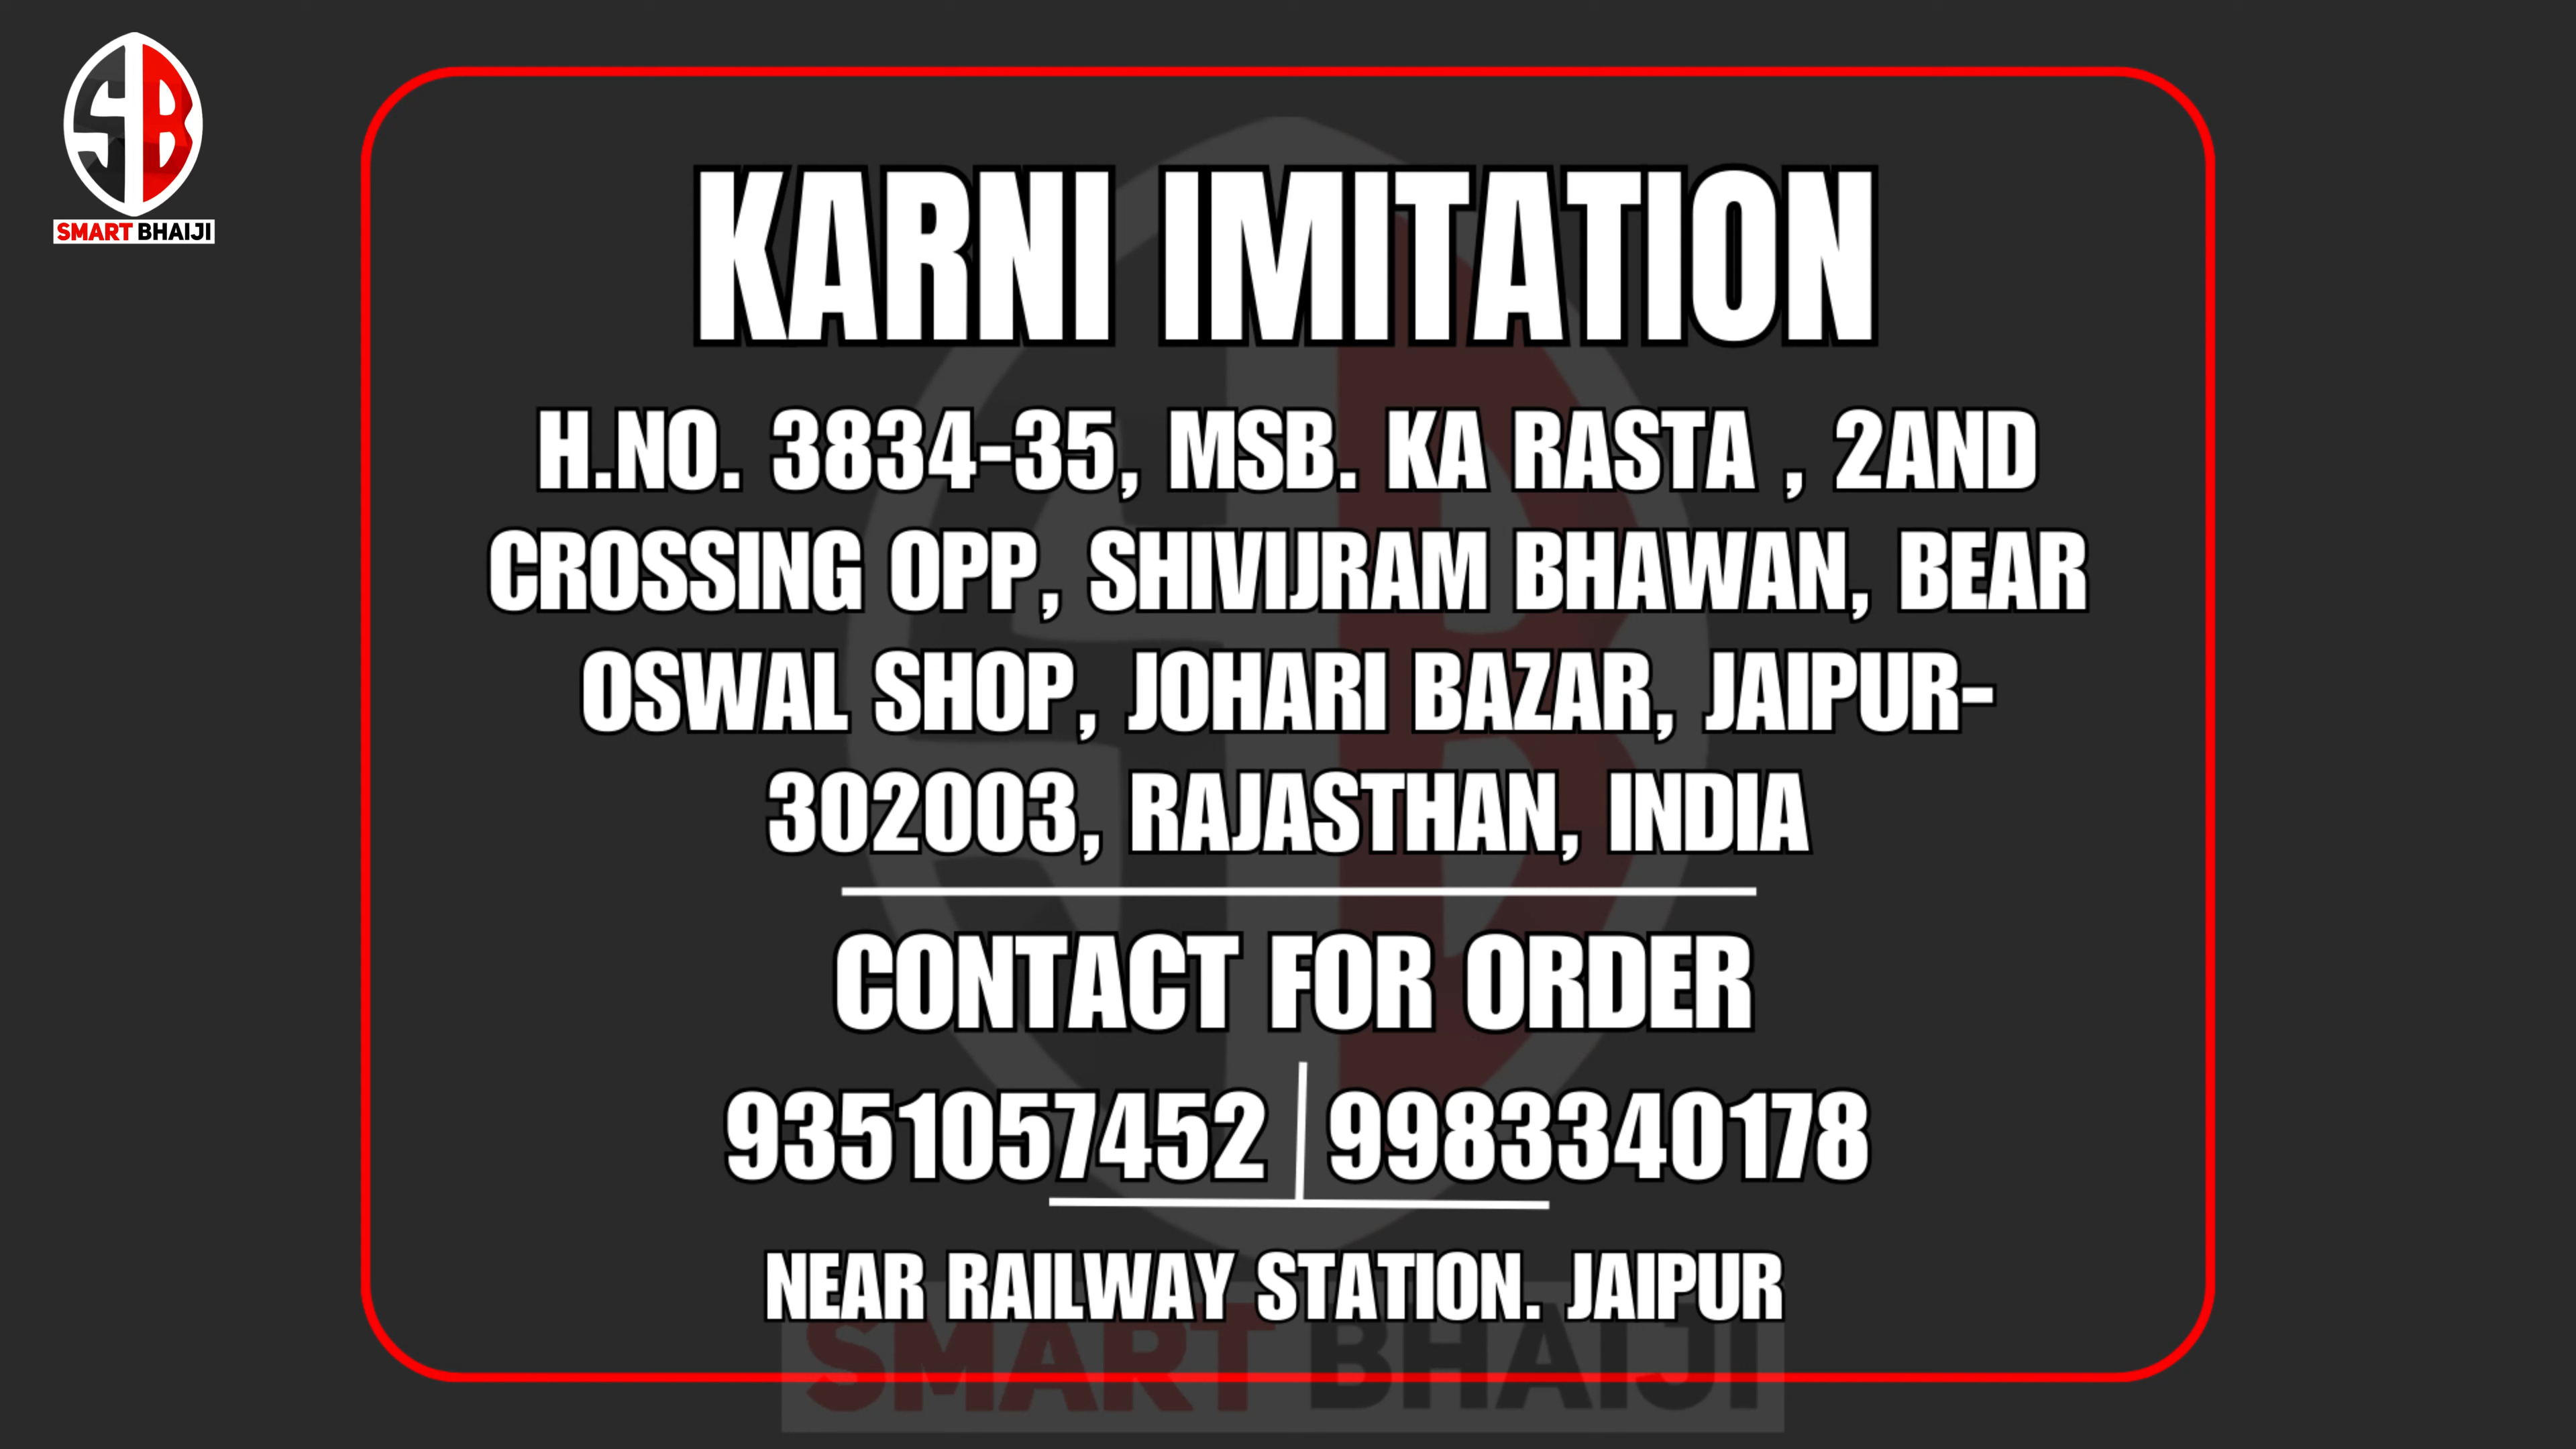 SB
SMART BHAIJI
KARNI IMITATION
H.NO. 3834-35, MSB. KA RASTA , 2AND
CROSSING OPP, SHIVIJRAM BHAWAN, BEAR
OSWAL SHOP, JOHARI BAZAR, JAIPUR-
302003, RAJASTHAN, INDIA
CONTACT FOR ORDER
9351057452 | 9983340178
NEAR RAILWAY STATION. JAIPUR
SMART BHAIJI